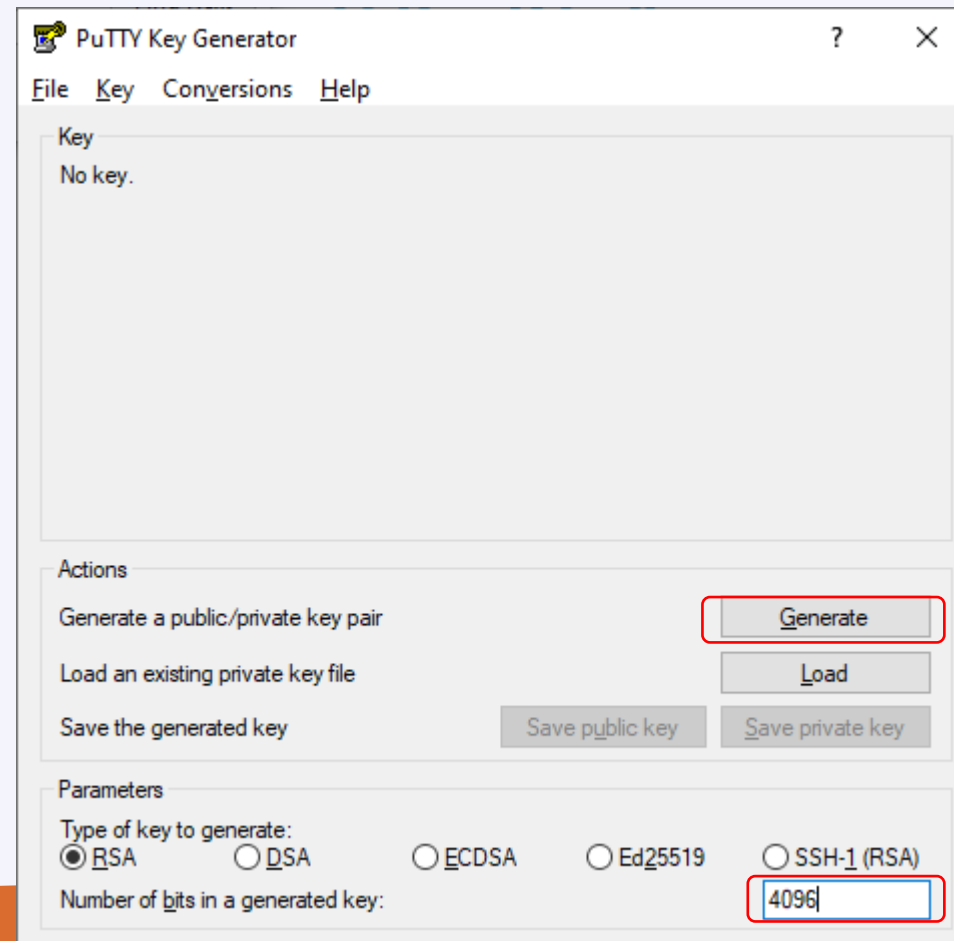 PuTTY Key Generator ?
File Key Conversions Help
Key
No key.
Actions
Generate a public/private key pair Generate
Load an existing private key file Load
Save the generated key Save public key Save private key
Parameters
Type of key to generate:
RSA DSA ECDSA Ed25519 SSH-1 (RSA)
Number of bits in a generated key: 4096